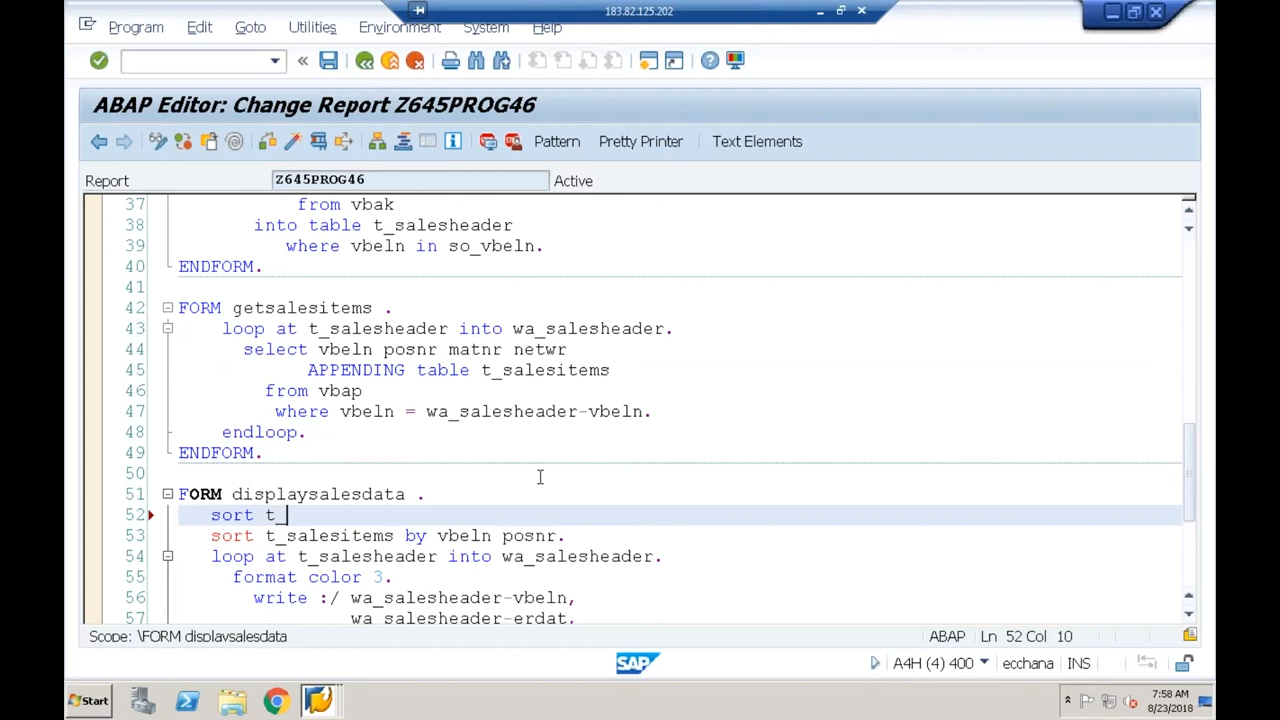 183.82.125.202
Program Edit Goto Utilities Environment System Help
ABAP Editor: Change Report Z645PROG46
Pattern Pretty Printer Text Elements
Report Z645PROG46 Active
37 from vbak
38 into table t_salesheader
39 where vbeln in so_vbeln.
40 ENDFORM.
41
42 FORM getsalesitems .
43 loop at t_salesheader into wa_salesheader.
44 select vbeln posnr matnr netwr
45 APPENDING table t_salesitems
46 from vbap
47 where vbeln = wa_salesheader-vbeln.
48 endloop.
49 ENDFORM.
50
51 FORM displaysalesdata .
52 sort t_
53 sort t_salesitems by vbeln posnr.
54 loop at t_salesheader into wa_salesheader.
55 format color 3.
56 write :/ wa_salesheader-vbeln,
57 wa_salesheader-erdat,
Scope: \FORM displaysalesdata ABAP Ln 52 Col 10
SAP A4H (4) 400 ecchana INS
Start 7:58 AM
8/23/2018